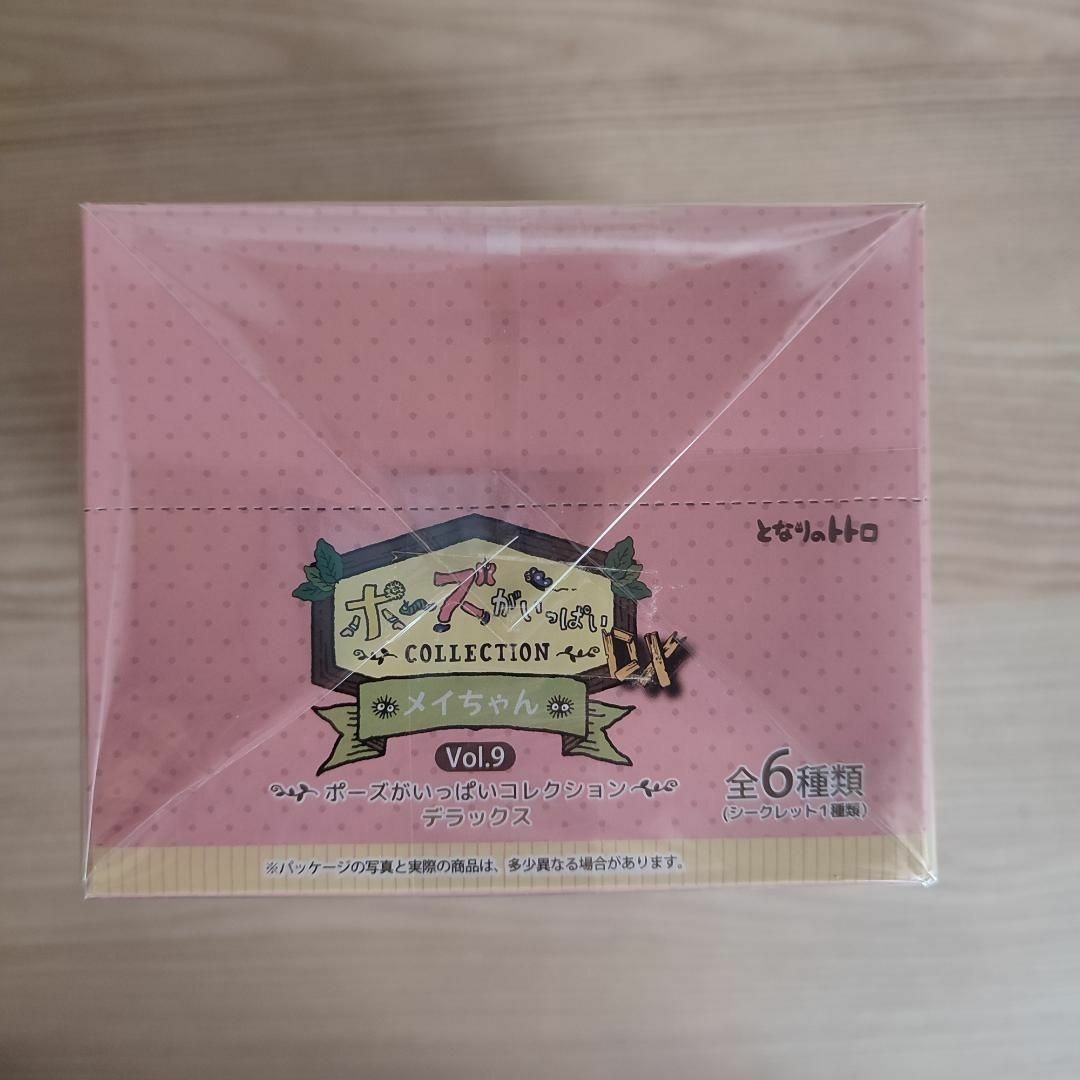 となりのトトロ
ポーズがいっぱい
COLLECTION
DX
メイちゃん
Vol.9
ポーズがいっぱいコレクション
デラックス
全6種類
(シークレット1種類)
※パッケージの写真と実際の商品は、多少異なる場合があります。